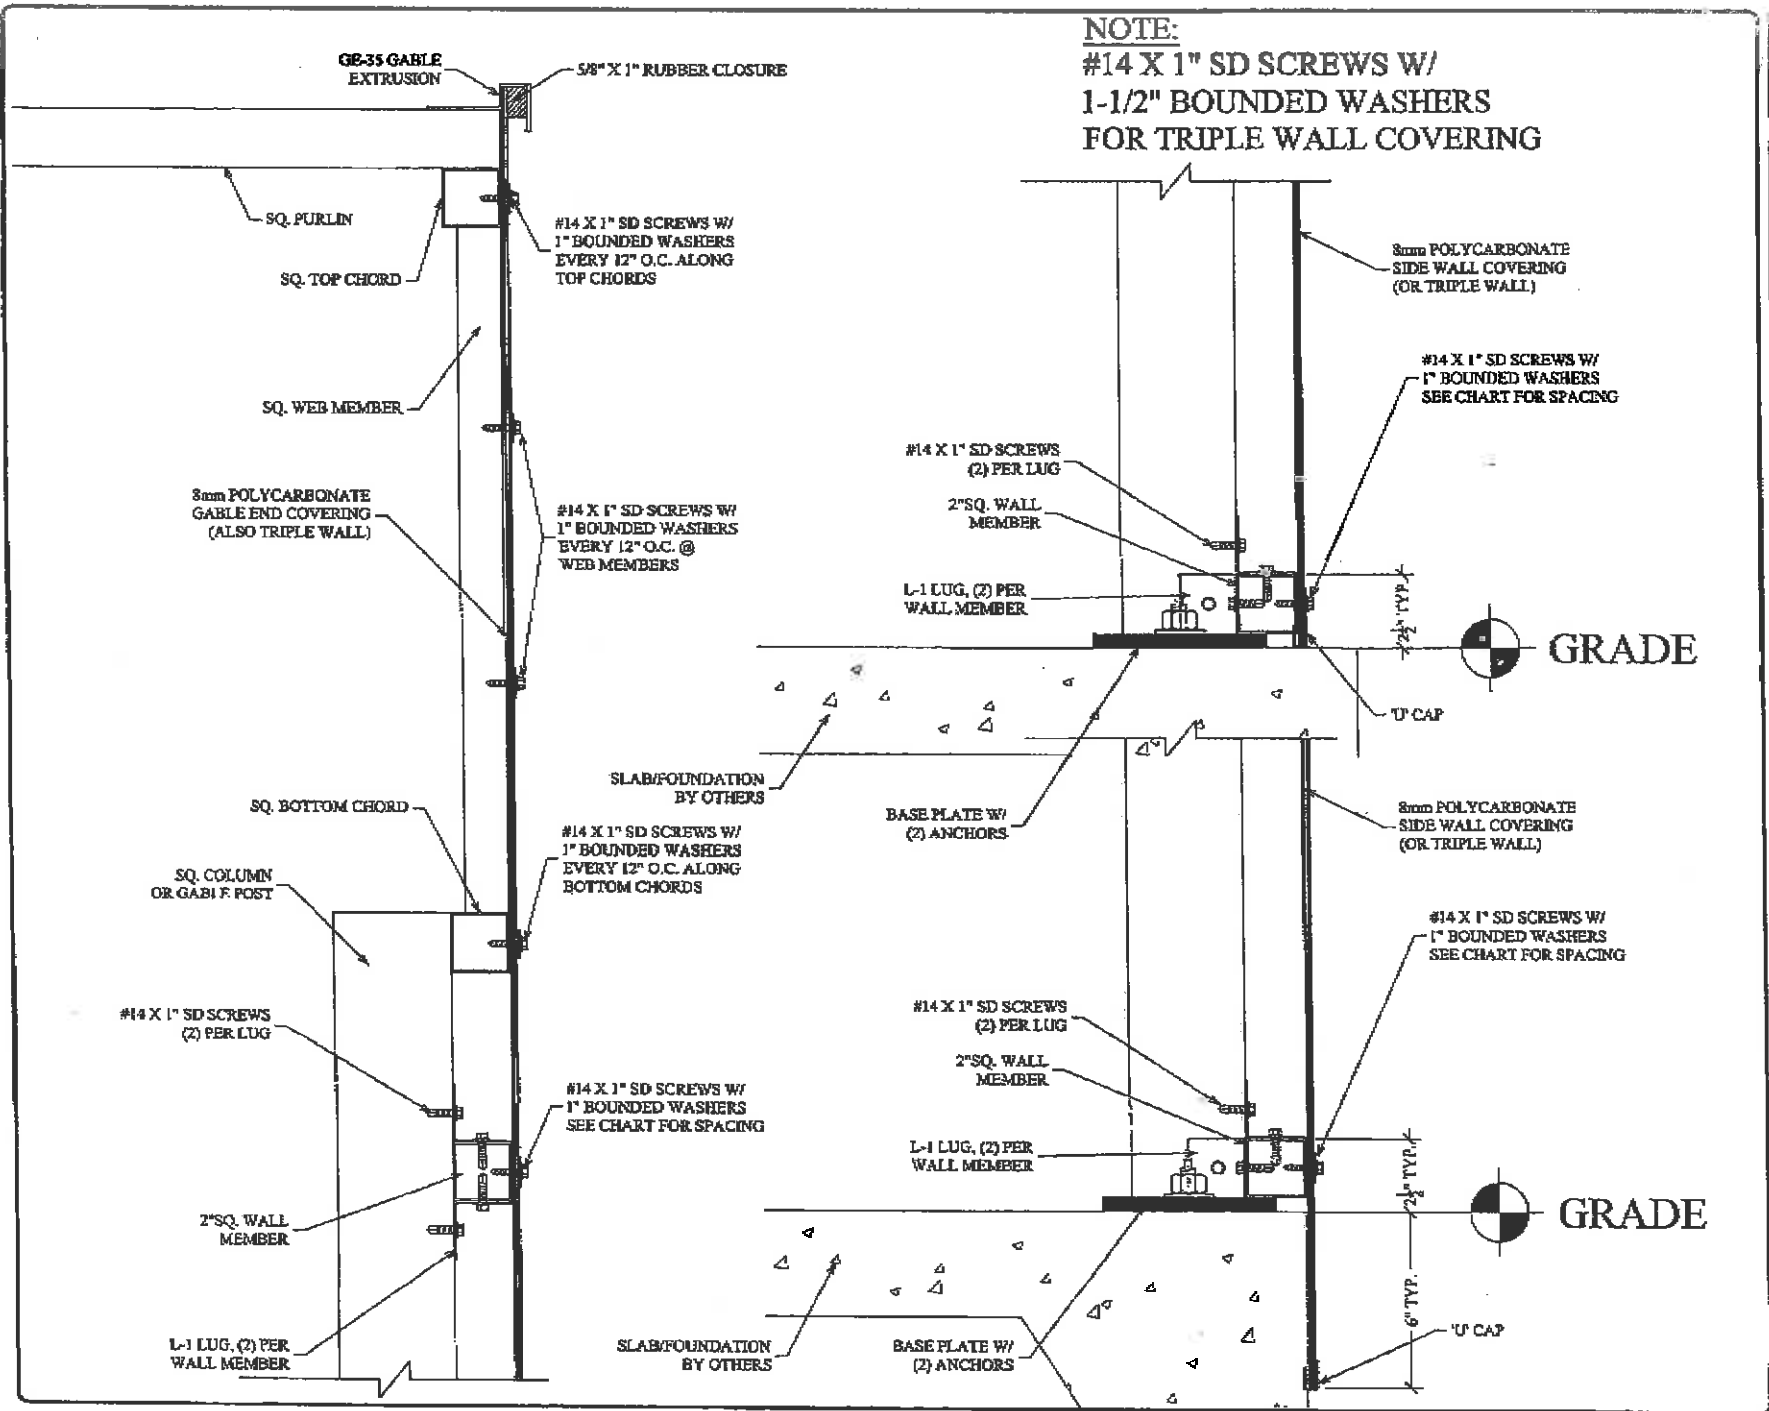 NOTE:
#14 X 1" SD SCREWS W/
1-1/2" BOUNDED WASHERS
FOR TRIPLE WALL COVERING
GE-35 GABLE
EXTRUSION
5/8" X 1" RUBBER CLOSURE
SQ. PURLIN
#14 X 1" SD SCREWS W/
1" BOUNDED WASHERS
EVERY 12" O.C. ALONG
TOP CHORDS
SQ. TOP CHORD
SQ. WEB MEMBER
8mm POLYCARBONATE
GABLE END COVERING
(ALSO TRIPLE WALL)
#14 X 1" SD SCREWS W/
1" BOUNDED WASHERS
EVERY 12" O.C. @
WEB MEMBERS
SQ. BOTTOM CHORD
#14 X 1" SD SCREWS W/
1" BOUNDED WASHERS
EVERY 12" O.C. ALONG
BOTTOM CHORDS
SQ. COLUMN
OR GABLE POST
#14 X 1" SD SCREWS
(2) PER LUG
#14 X 1" SD SCREWS W/
1" BOUNDED WASHERS
SEE CHART FOR SPACING
2"SQ. WALL
MEMBER
L-1 LUG, (2) PER
WALL MEMBER
8mm POLYCARBONATE
SIDE WALL COVERING
(OR TRIPLE WALL)
#14 X 1" SD SCREWS W/
1" BOUNDED WASHERS
SEE CHART FOR SPACING
#14 X 1" SD SCREWS
(2) PER LUG
2"SQ. WALL
MEMBER
L-1 LUG, (2) PER
WALL MEMBER
2 1/2" TYP.
GRADE
'U' CAP
SLAB/FOUNDATION
BY OTHERS
BASE PLATE W/
(2) ANCHORS
8mm POLYCARBONATE
SIDE WALL COVERING
(OR TRIPLE WALL)
#14 X 1" SD SCREWS W/
1" BOUNDED WASHERS
SEE CHART FOR SPACING
#14 X 1" SD SCREWS
(2) PER LUG
2"SQ. WALL
MEMBER
L-1 LUG, (2) PER
WALL MEMBER
2 1/2" TYP.
GRADE
6" TYP.
'U' CAP
SLAB/FOUNDATION
BY OTHERS
BASE PLATE W/
(2) ANCHORS